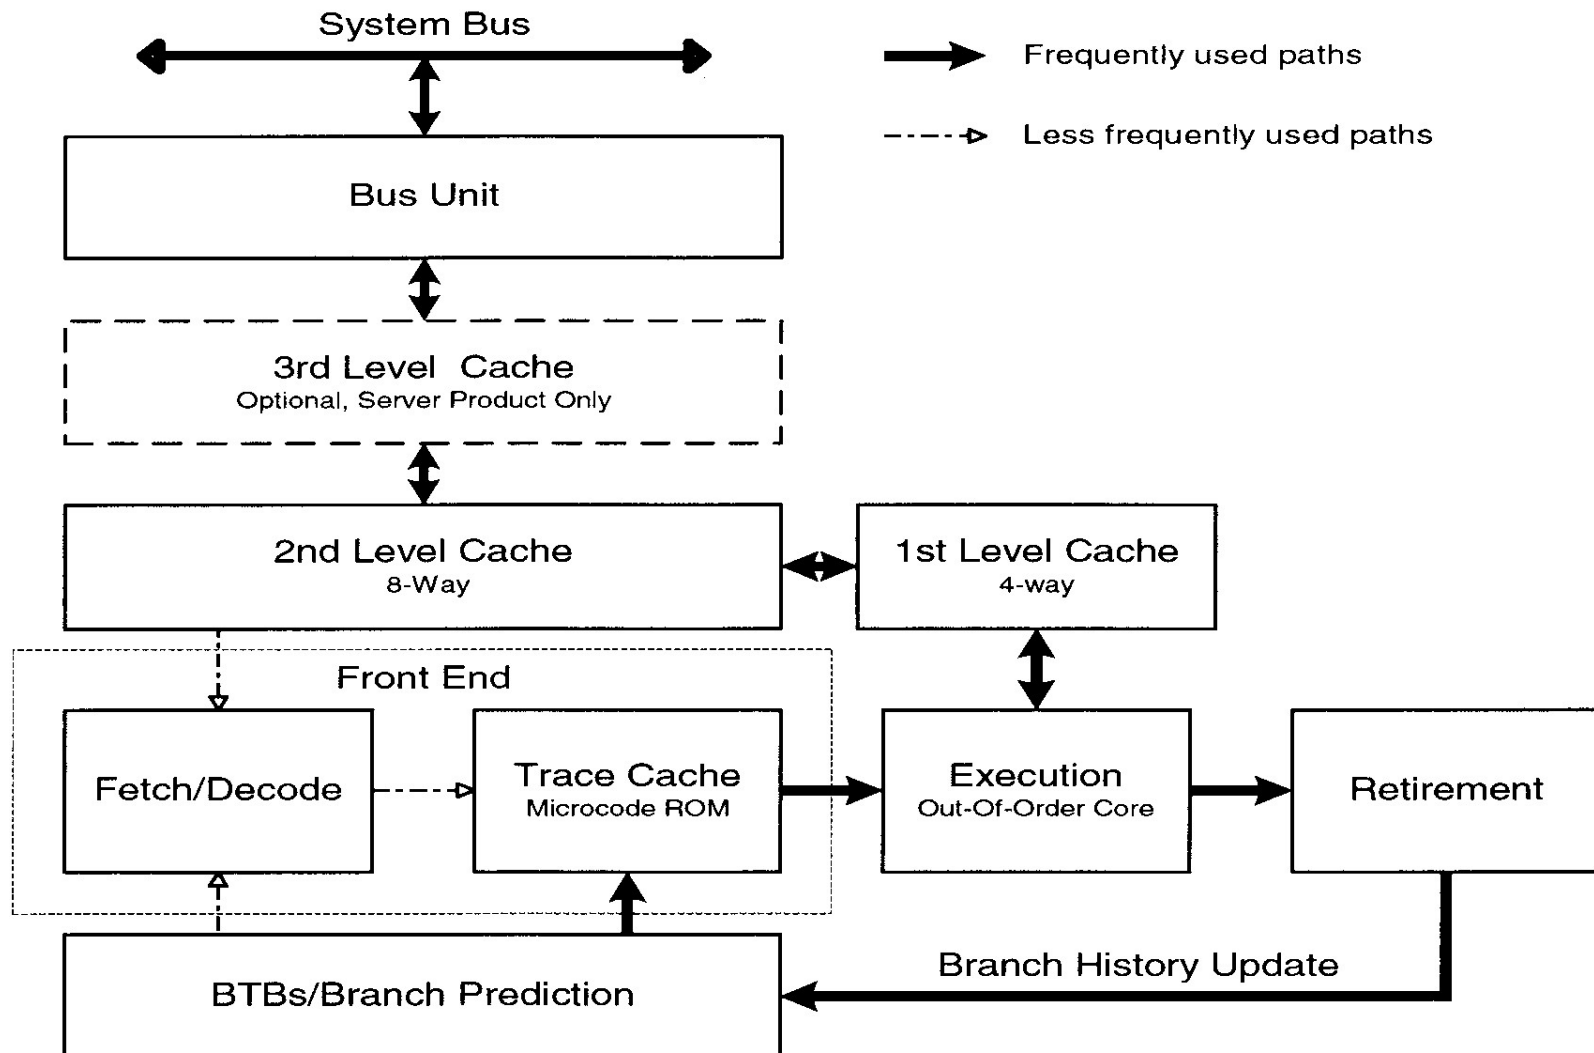 System Bus
Frequently used paths
Less frequently used paths
Bus Unit
3rd Level Cache
Optional, Server Product Only
2nd Level Cache
8-Way
1st Level Cache
4-way
Front End
Fetch/Decode
Trace Cache
Microcode ROM
Execution
Out-Of-Order Core
Retirement
Branch History Update
BTBs/Branch Prediction